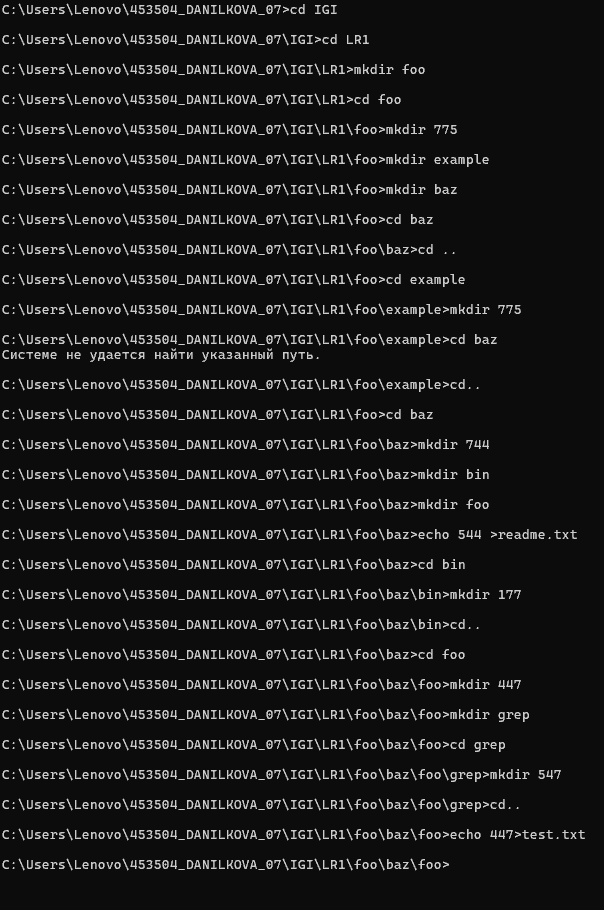 C:\Users\Lenovo\453504_DANILKOVA_07>cd IGI
C:\Users\Lenovo\453504_DANILKOVA_07\IGI>cd LR1
C:\Users\Lenovo\453504_DANILKOVA_07\IGI\LR1>mkdir foo
C:\Users\Lenovo\453504_DANILKOVA_07\IGI\LR1>cd foo
C:\Users\Lenovo\453504_DANILKOVA_07\IGI\LR1\foo>mkdir 775
C:\Users\Lenovo\453504_DANILKOVA_07\IGI\LR1\foo>mkdir example
C:\Users\Lenovo\453504_DANILKOVA_07\IGI\LR1\foo>mkdir baz
C:\Users\Lenovo\453504_DANILKOVA_07\IGI\LR1\foo>cd baz
C:\Users\Lenovo\453504_DANILKOVA_07\IGI\LR1\foo\baz>cd ..
C:\Users\Lenovo\453504_DANILKOVA_07\IGI\LR1\foo>cd example
C:\Users\Lenovo\453504_DANILKOVA_07\IGI\LR1\foo\example>mkdir 775
C:\Users\Lenovo\453504_DANILKOVA_07\IGI\LR1\foo\example>cd baz
Системе не удается найти указанный путь.
C:\Users\Lenovo\453504_DANILKOVA_07\IGI\LR1\foo\example>cd..
C:\Users\Lenovo\453504_DANILKOVA_07\IGI\LR1\foo>cd baz
C:\Users\Lenovo\453504_DANILKOVA_07\IGI\LR1\foo\baz>mkdir 744
C:\Users\Lenovo\453504_DANILKOVA_07\IGI\LR1\foo\baz>mkdir bin
C:\Users\Lenovo\453504_DANILKOVA_07\IGI\LR1\foo\baz>mkdir foo
C:\Users\Lenovo\453504_DANILKOVA_07\IGI\LR1\foo\baz>echo 544 >readme.txt
C:\Users\Lenovo\453504_DANILKOVA_07\IGI\LR1\foo\baz>cd bin
C:\Users\Lenovo\453504_DANILKOVA_07\IGI\LR1\foo\baz\bin>mkdir 177
C:\Users\Lenovo\453504_DANILKOVA_07\IGI\LR1\foo\baz\bin>cd..
C:\Users\Lenovo\453504_DANILKOVA_07\IGI\LR1\foo\baz>cd foo
C:\Users\Lenovo\453504_DANILKOVA_07\IGI\LR1\foo\baz\foo>mkdir 447
C:\Users\Lenovo\453504_DANILKOVA_07\IGI\LR1\foo\baz\foo>mkdir grep
C:\Users\Lenovo\453504_DANILKOVA_07\IGI\LR1\foo\baz\foo>cd grep
C:\Users\Lenovo\453504_DANILKOVA_07\IGI\LR1\foo\baz\foo\grep>mkdir 547
C:\Users\Lenovo\453504_DANILKOVA_07\IGI\LR1\foo\baz\foo\grep>cd..
C:\Users\Lenovo\453504_DANILKOVA_07\IGI\LR1\foo\baz\foo>echo 447>test.txt
C:\Users\Lenovo\453504_DANILKOVA_07\IGI\LR1\foo\baz\foo>